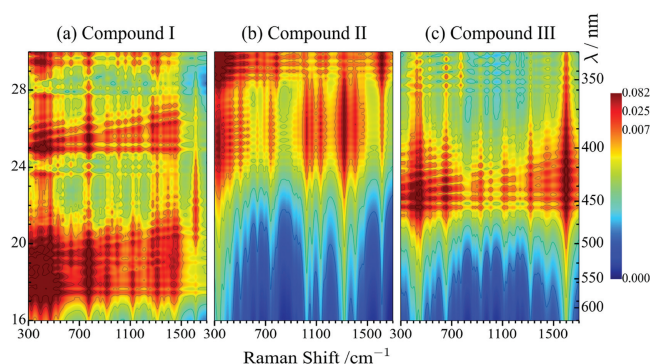 (a) Compound I (b) Compound II (c) Compound III
λ / nm
28 24 20 16
350 400 450 500 550 600
0.082 0.025 0.007 0.000
300 700 1100 1500 300 700 1100 1500 300 700 1100 1500
Raman Shift /cm⁻¹